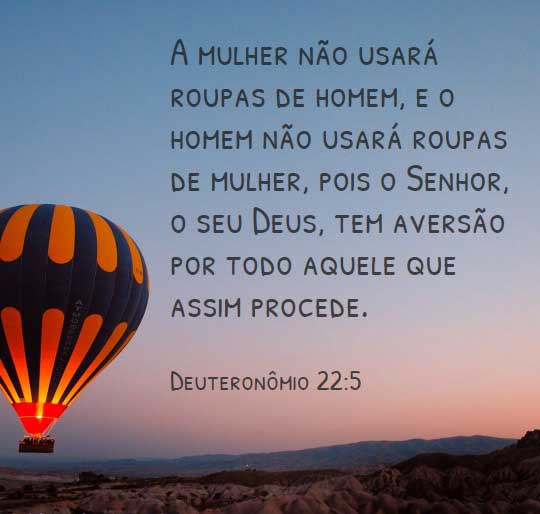 A mulher não usará
roupas de homem, e o
homem não usará roupas
de mulher, pois o Senhor,
o seu Deus, tem aversão
por todo aquele que
assim procede.
Deuteronômio 22:5